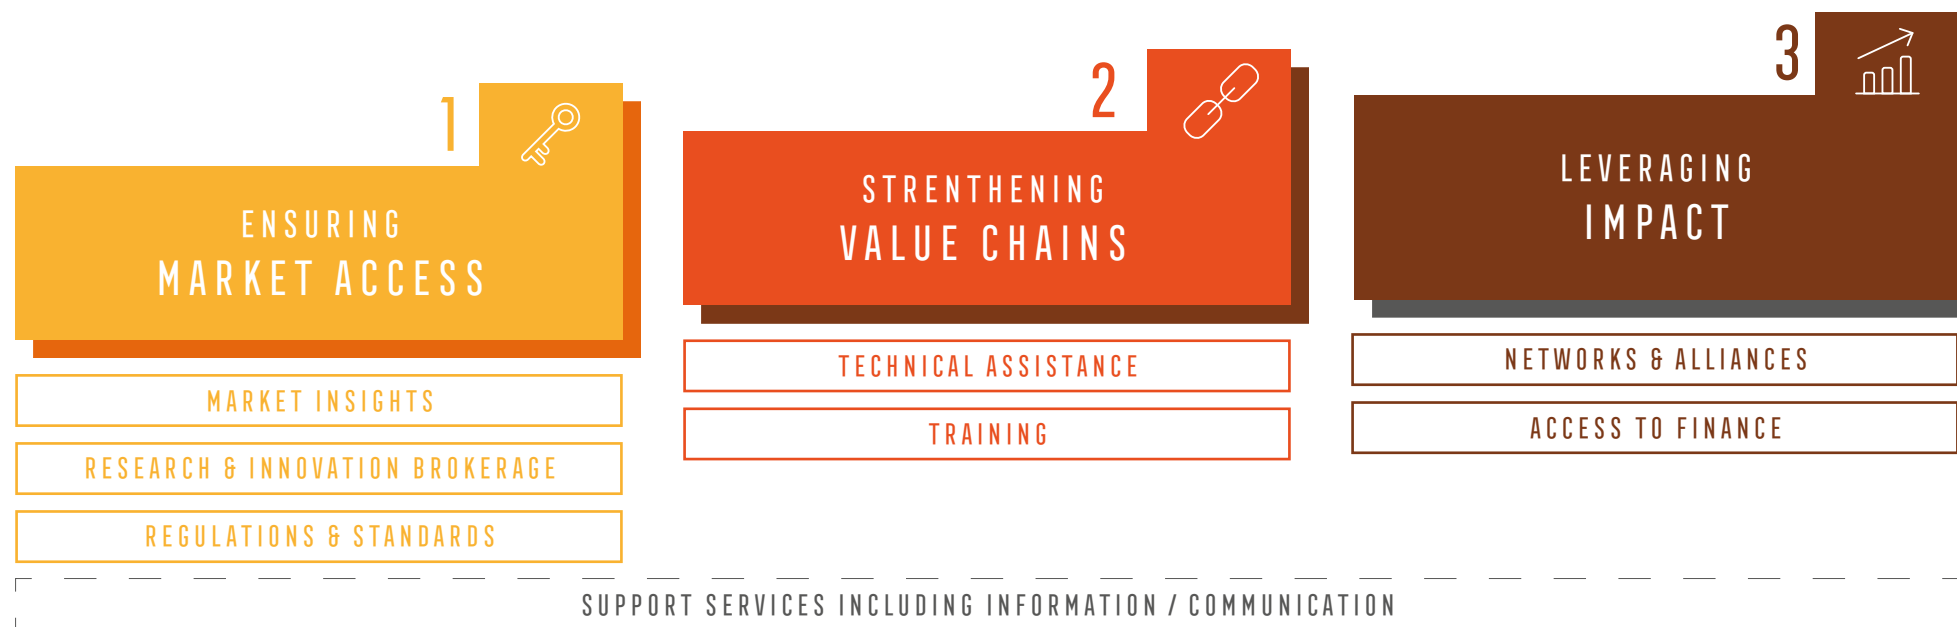 1
ENSURING
MARKET ACCESS
MARKET INSIGHTS
RESEARCH & INNOVATION BROKERAGE
REGULATIONS & STANDARDS
2
STRENTHENING
VALUE CHAINS
TECHNICAL ASSISTANCE
TRAINING
3
LEVERAGING
IMPACT
NETWORKS & ALLIANCES
ACCESS TO FINANCE
SUPPORT SERVICES INCLUDING INFORMATION / COMMUNICATION